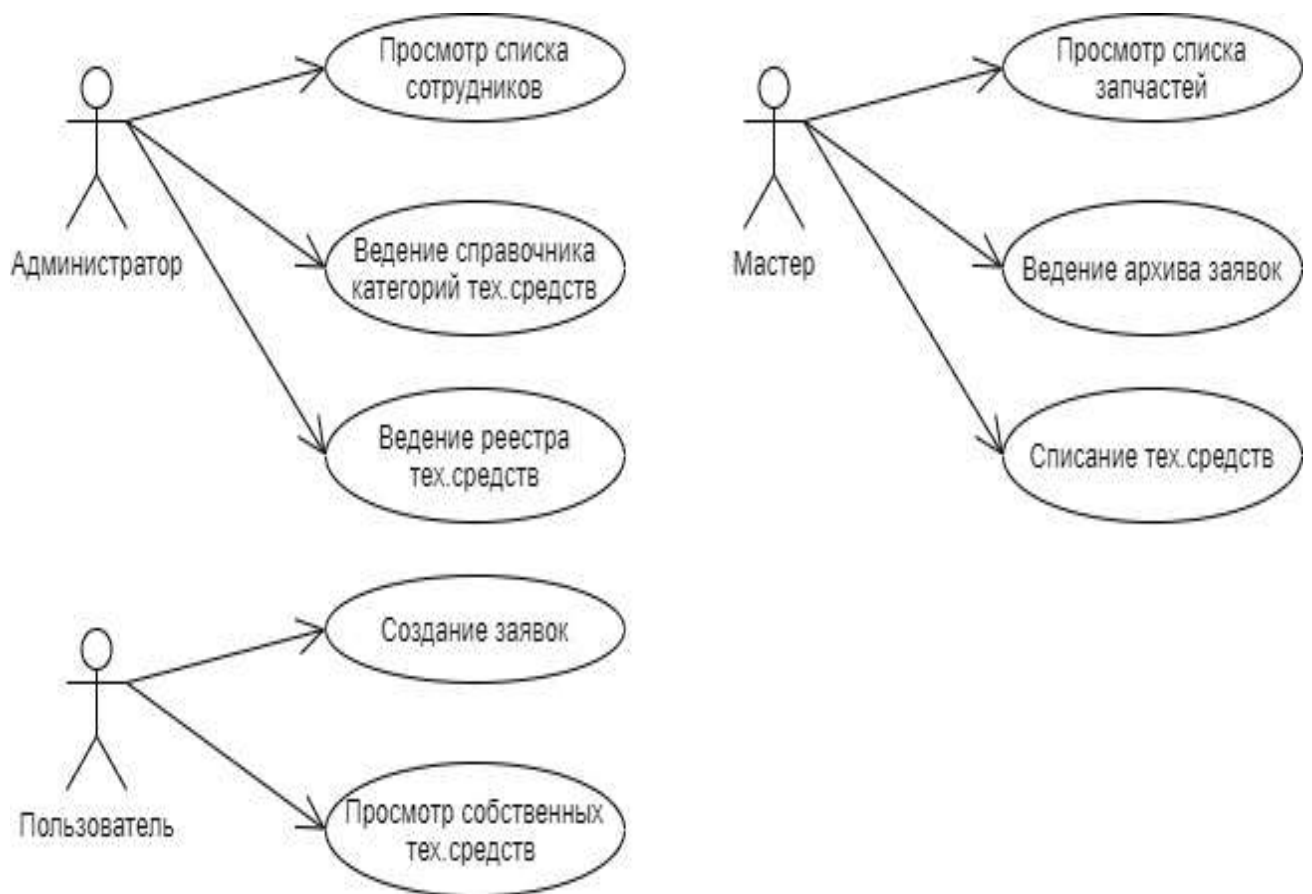 Просмотр списка
сотрудников
Ведение справочника
категорий тех.средств
Администратор
Ведение реестра
тех.средств
Просмотр списка
запчастей
Ведение архива заявок
Мастер
Списание тех.средств
Создание заявок
Просмотр собственных
тех.средств
Пользователь